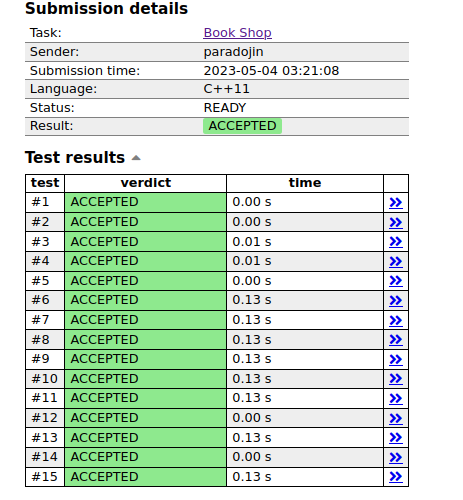 Submission details
Task: Book Shop
Sender: paradojin
Submission time: 2023-05-04 03:21:08
Language: C++11
Status: READY
Result: ACCEPTED
Test results
test verdict time
#1 ACCEPTED 0.00 s »
#2 ACCEPTED 0.00 s »
#3 ACCEPTED 0.01 s »
#4 ACCEPTED 0.01 s »
#5 ACCEPTED 0.00 s »
#6 ACCEPTED 0.13 s »
#7 ACCEPTED 0.13 s »
#8 ACCEPTED 0.13 s »
#9 ACCEPTED 0.13 s »
#10 ACCEPTED 0.13 s »
#11 ACCEPTED 0.13 s »
#12 ACCEPTED 0.00 s »
#13 ACCEPTED 0.13 s »
#14 ACCEPTED 0.00 s »
#15 ACCEPTED 0.13 s »